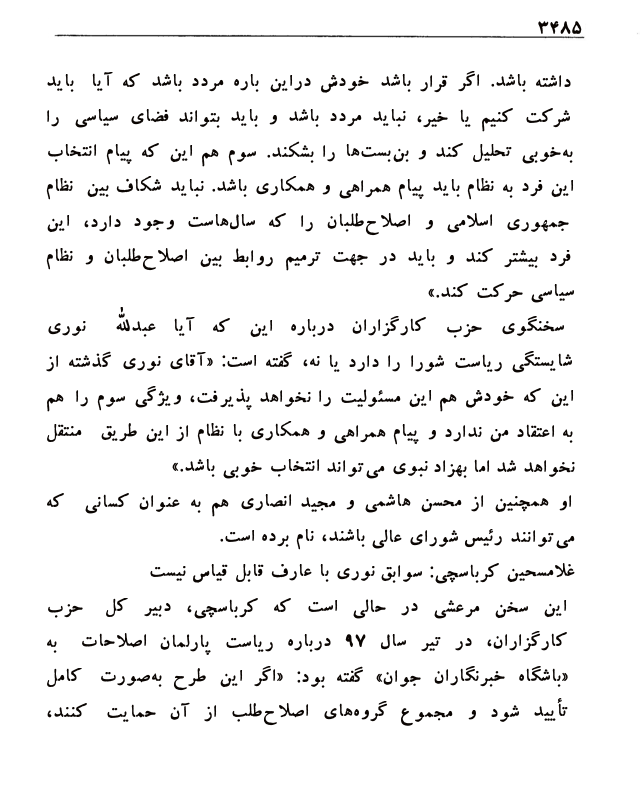 ۳۴۸۵
داشته باشد. اگر قرار باشد خودش دراین باره مردد باشد که آیا باید
شرکت کنیم یا خیر، نباید مردد باشد و باید بتواند فضای سیاسی را
به‌خوبی تحلیل کند و بن‌بست‌ها را بشکند. سوم هم این که پیام انتخاب
این فرد به نظام باید پیام همراهی و همکاری باشد. نباید شکاف بین نظام
جمهوری اسلامی و اصلاح‌طلبان را که سال‌هاست وجود دارد، این
فرد بیشتر کند و باید در جهت ترمیم روابط بین اصلاح‌طلبان و نظام
سیاسی حرکت کند.»
سخنگوی حزب کارگزاران درباره این که آیا عبدالله نوری
شایستگی ریاست شورا را دارد یا نه، گفته است: «آقای نوری گذشته از
این که خودش هم این مسئولیت را نخواهد پذیرفت، ویژگی سوم را هم
به اعتقاد من ندارد و پیام همراهی و همکاری با نظام از این طریق منتقل
نخواهد شد اما بهزاد نبوی می‌تواند انتخاب خوبی باشد.»
او همچنین از محسن هاشمی و مجید انصاری هم به عنوان کسانی که
می‌توانند رئیس شورای عالی باشند، نام برده است.
غلامسحین کرباسچی: سوابق نوری با عارف قابل قیاس نیست
این سخن مرعشی در حالی است که کرباسچی، دبیر کل حزب
کارگزاران، در تیر سال ۹۷ درباره ریاست پارلمان اصلاحات به
«باشگاه خبرنگاران جوان» گفته بود: «اگر این طرح به‌صورت کامل
تأیید شود و مجموع گروه‌های اصلاح‌طلب از آن حمایت کنند،